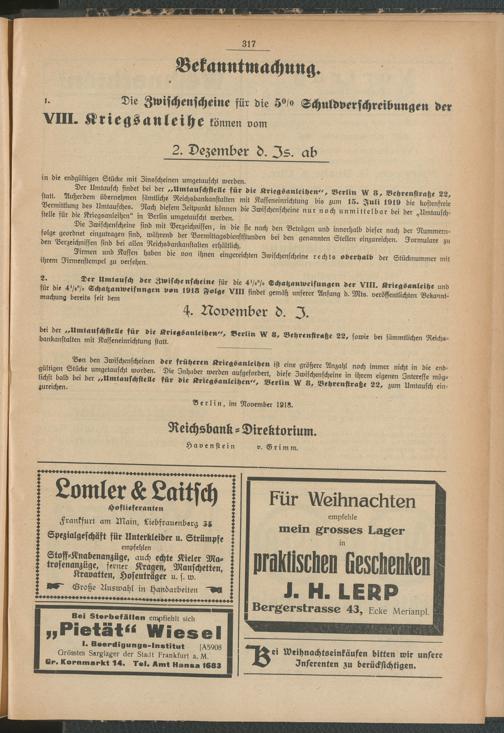 317
Bekanntmachung.
1. Die Zwischenscheine für die 5% Schuldverschreibungen der
VIII. Kriegsanleihe können vom
2. Dezember d. Js. ab
in die endgültigen Stücke mit Zinsscheinen umgetauscht werden.
Der Umtausch findet bei der „Umtauschstelle für die Kriegsanleihen“, Berlin W 8, Behrenstraße 22,
statt. Außerdem übernehmen sämtliche Reichsbankanstalten mit Kasseneinrichtung bis zum 15. Juli 1919 die kostenfreie
Vermittlung des Umtausches. Nach diesem Zeitpunkt können die Zwischenscheine nur noch unmittelbar bei der „Umtausch-
stelle für die Kriegsanleihen“ in Berlin umgetauscht werden.
Die Zwischenscheine sind mit Verzeichnissen, in die sie nach den Beträgen und innerhalb dieser nach der Nummern-
folge geordnet einzutragen sind, während der Vormittagsdienststunden bei den genannten Stellen einzureichen. Formulare zu
den Verzeichnissen sind bei allen Reichsbankanstalten erhältlich.
Firmen und Kassen haben die von ihnen eingereichten Zwischenscheine rechts oberhalb der Stücknummer mit
ihrem Firmenstempel zu versehen.
2. Der Umtausch der Zwischenscheine für die 4½% Schatzanweisungen der VIII. Kriegsanleihe und
für die 4½% Schatzanweisungen von 1918 Folge VIII findet gemäß unserer Anfang d. Mts. veröffentlichten Bekannt-
machung bereits seit dem
4. November d. J.
bei der „Umtauschstelle für die Kriegsanleihen“, Berlin W 8, Behrenstraße 22, sowie bei sämmtlichen Reichs-
bankanstalten mit Kasseneinrichtung statt.
Von den Zwischenscheinen der früheren Kriegsanleihen ist eine größere Anzahl noch immer nicht in die end-
gültigen Stücke umgetauscht worden. Die Inhaber werden aufgefordert, diese Zwischenscheine in ihrem eigenen Interesse mög-
lichst bald bei der „Umtauschstelle für die Kriegsanleihen“, Berlin W 8, Behrenstraße 22, zum Umtausch ein-
zureichen.
Berlin, im November 1918.
Reichsbank=Direktorium.
Havenstein v. Grimm.
Lomler & Laitsch
Hoflieferanten
Frankfurt am Main, Liebfrauenberg
Spezialgeschäft für Unterkleider u. Strümpfe
empfehlen
Stoff-Knabenanzüge, auch echte Kieler Ma-
trosenanzüge, ferner Kragen, Manschetten,
Krawatten, Hosenträger u. s. w.
Große Auswahl in Handarbeiten
Bei Sterbefällen empfiehlt sich
„Pietät“ Wiesel
I. Beerdigungs-Institut [A5905
Grösstes Sarglager der Stadt Frankfurt a. M.
Gr. Kornmarkt 14. Tel. Amt Hansa 1683
Für Weihnachten
empfehle
mein grosses Lager
in
praktischen Geschenken
J. H. LERP
Bergerstrasse 43, Ecke Merianpl.
Bei Weihnachtseinkäufen bitten wir unsere
Inserenten zu berücksichtigen.